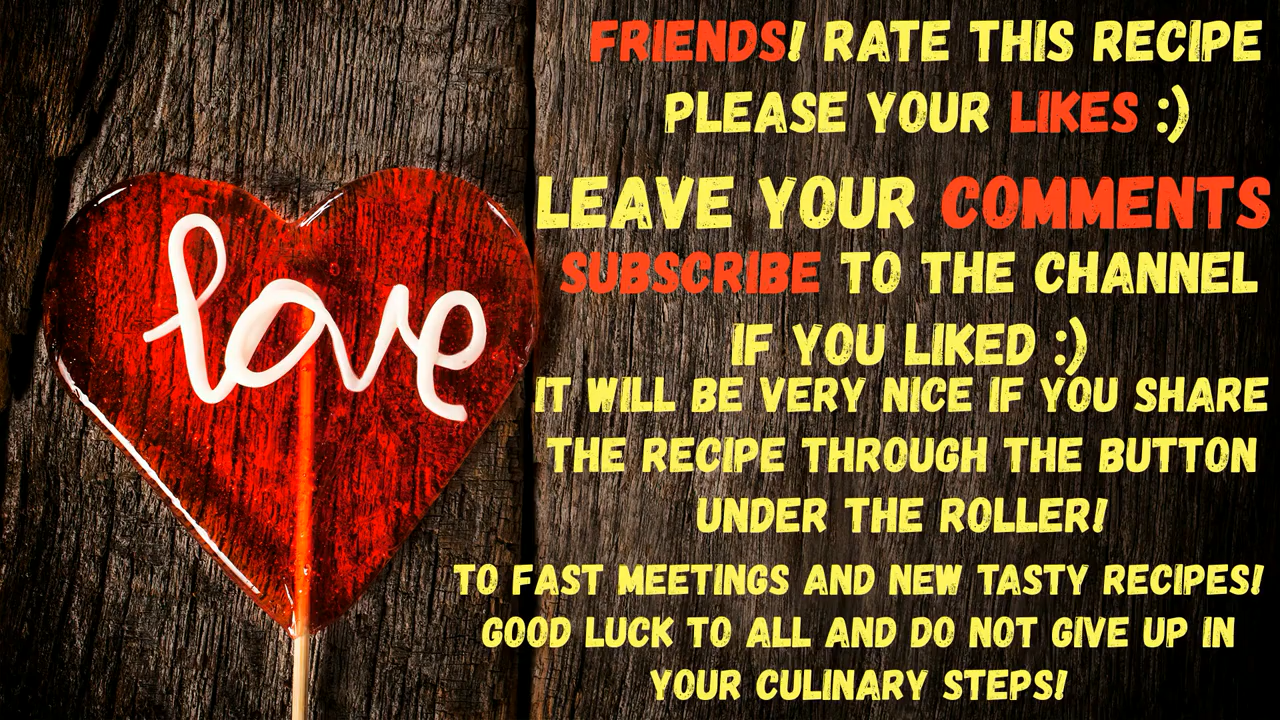 love
FRIENDS! RATE THIS RECIPE
PLEASE YOUR LIKES :)
LEAVE YOUR COMMENTS
SUBSCRIBE TO THE CHANNEL
IF YOU LIKED :)
IT WILL BE VERY NICE IF YOU SHARE
THE RECIPE THROUGH THE BUTTON
UNDER THE ROLLER!
TO FAST MEETINGS AND NEW TASTY RECIPES!
GOOD LUCK TO ALL AND DO NOT GIVE UP IN
YOUR CULINARY STEPS!